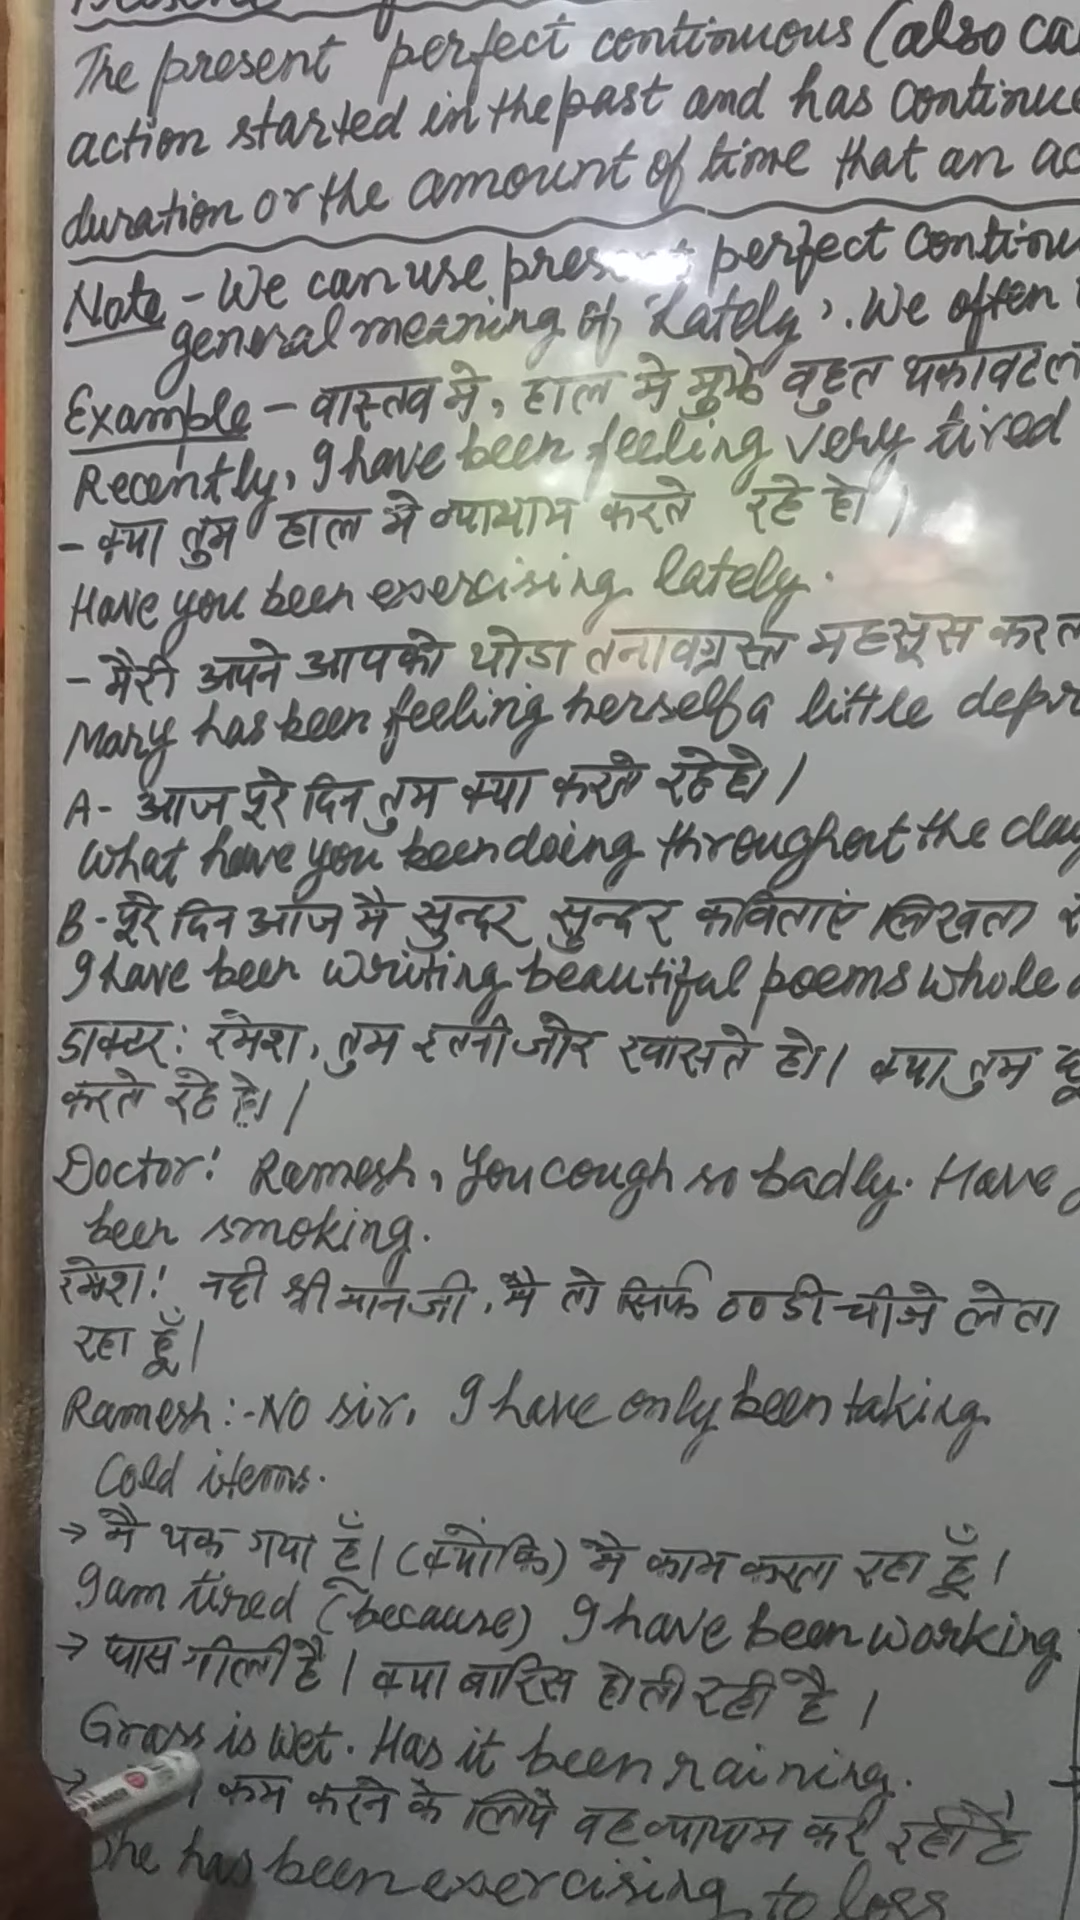 The present perfect continuous (also ca
action started in the past and has continue
duration or the amount of time that an ac
Note - We can use present perfect continu
general meaning of 'Lately'. We often
Example - वास्तव मे, हाल मे मुझे बहुत थकावट
Recently, I have been feeling very tired
- क्या तुम हाल मे व्यायाम करते रहे हो।
Have you been exercising lately.
- मैरी अपने आपको थोडा तनावग्रस्त महसूस करत
Mary has been feeling herself a little depr
A- आज पूरे दिन तुम क्या करते रहे हो।
What have you been doing throughout the day
B- पूरे दिन आज मै सुन्दर सुन्दर कविताएं लिखता
I have been writing beautiful poems whole
डाक्टर: रमेश, तुम इतनी जोर खासते हो। क्या तुम
करते रहे हो।
Doctor: Ramesh, You cough so badly. Have
been smoking.
रमेश: नही श्री मान जी, मै तो सिर्फ ठण्डी चीजे लेता
रहा हूँ।
Ramesh:- No sir, I have only been taking
Cold items.
→ मै थक गया हूँ। (क्योकि) मै काम करता रहा हूँ।
I am tired (because) I have been working
→ घास गीली है। क्या बारिस होती रही है।
Grass is wet. Has it been raining.
कम करने के लिये वह व्यायाम कर रही है
She has been exercising to loss